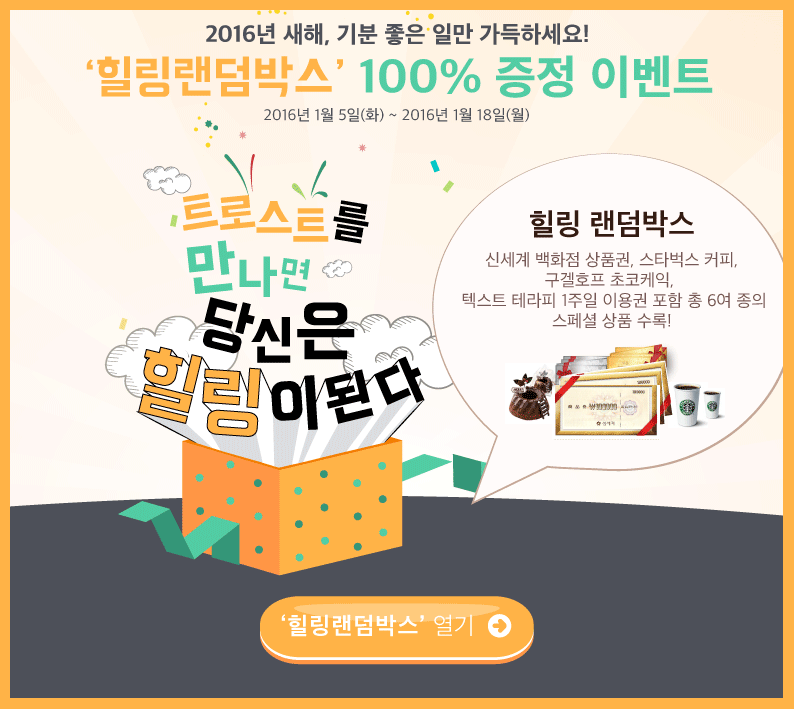 2016년 새해, 기분 좋은 일만 가득하세요!
‘힐링랜덤박스’ 100% 증정 이벤트
2016년 1월 5일(화) ~ 2016년 1월 18일(월)
트로스트를
만나면
당신은
힐링이된다
힐링 랜덤박스
신세계 백화점 상품권, 스타벅스 커피,
구겔호프 초코케익,
텍스트 테라피 1주일 이용권 포함 총 6여 종의
스페셜 상품 수록!
‘힐링랜덤박스’ 열기